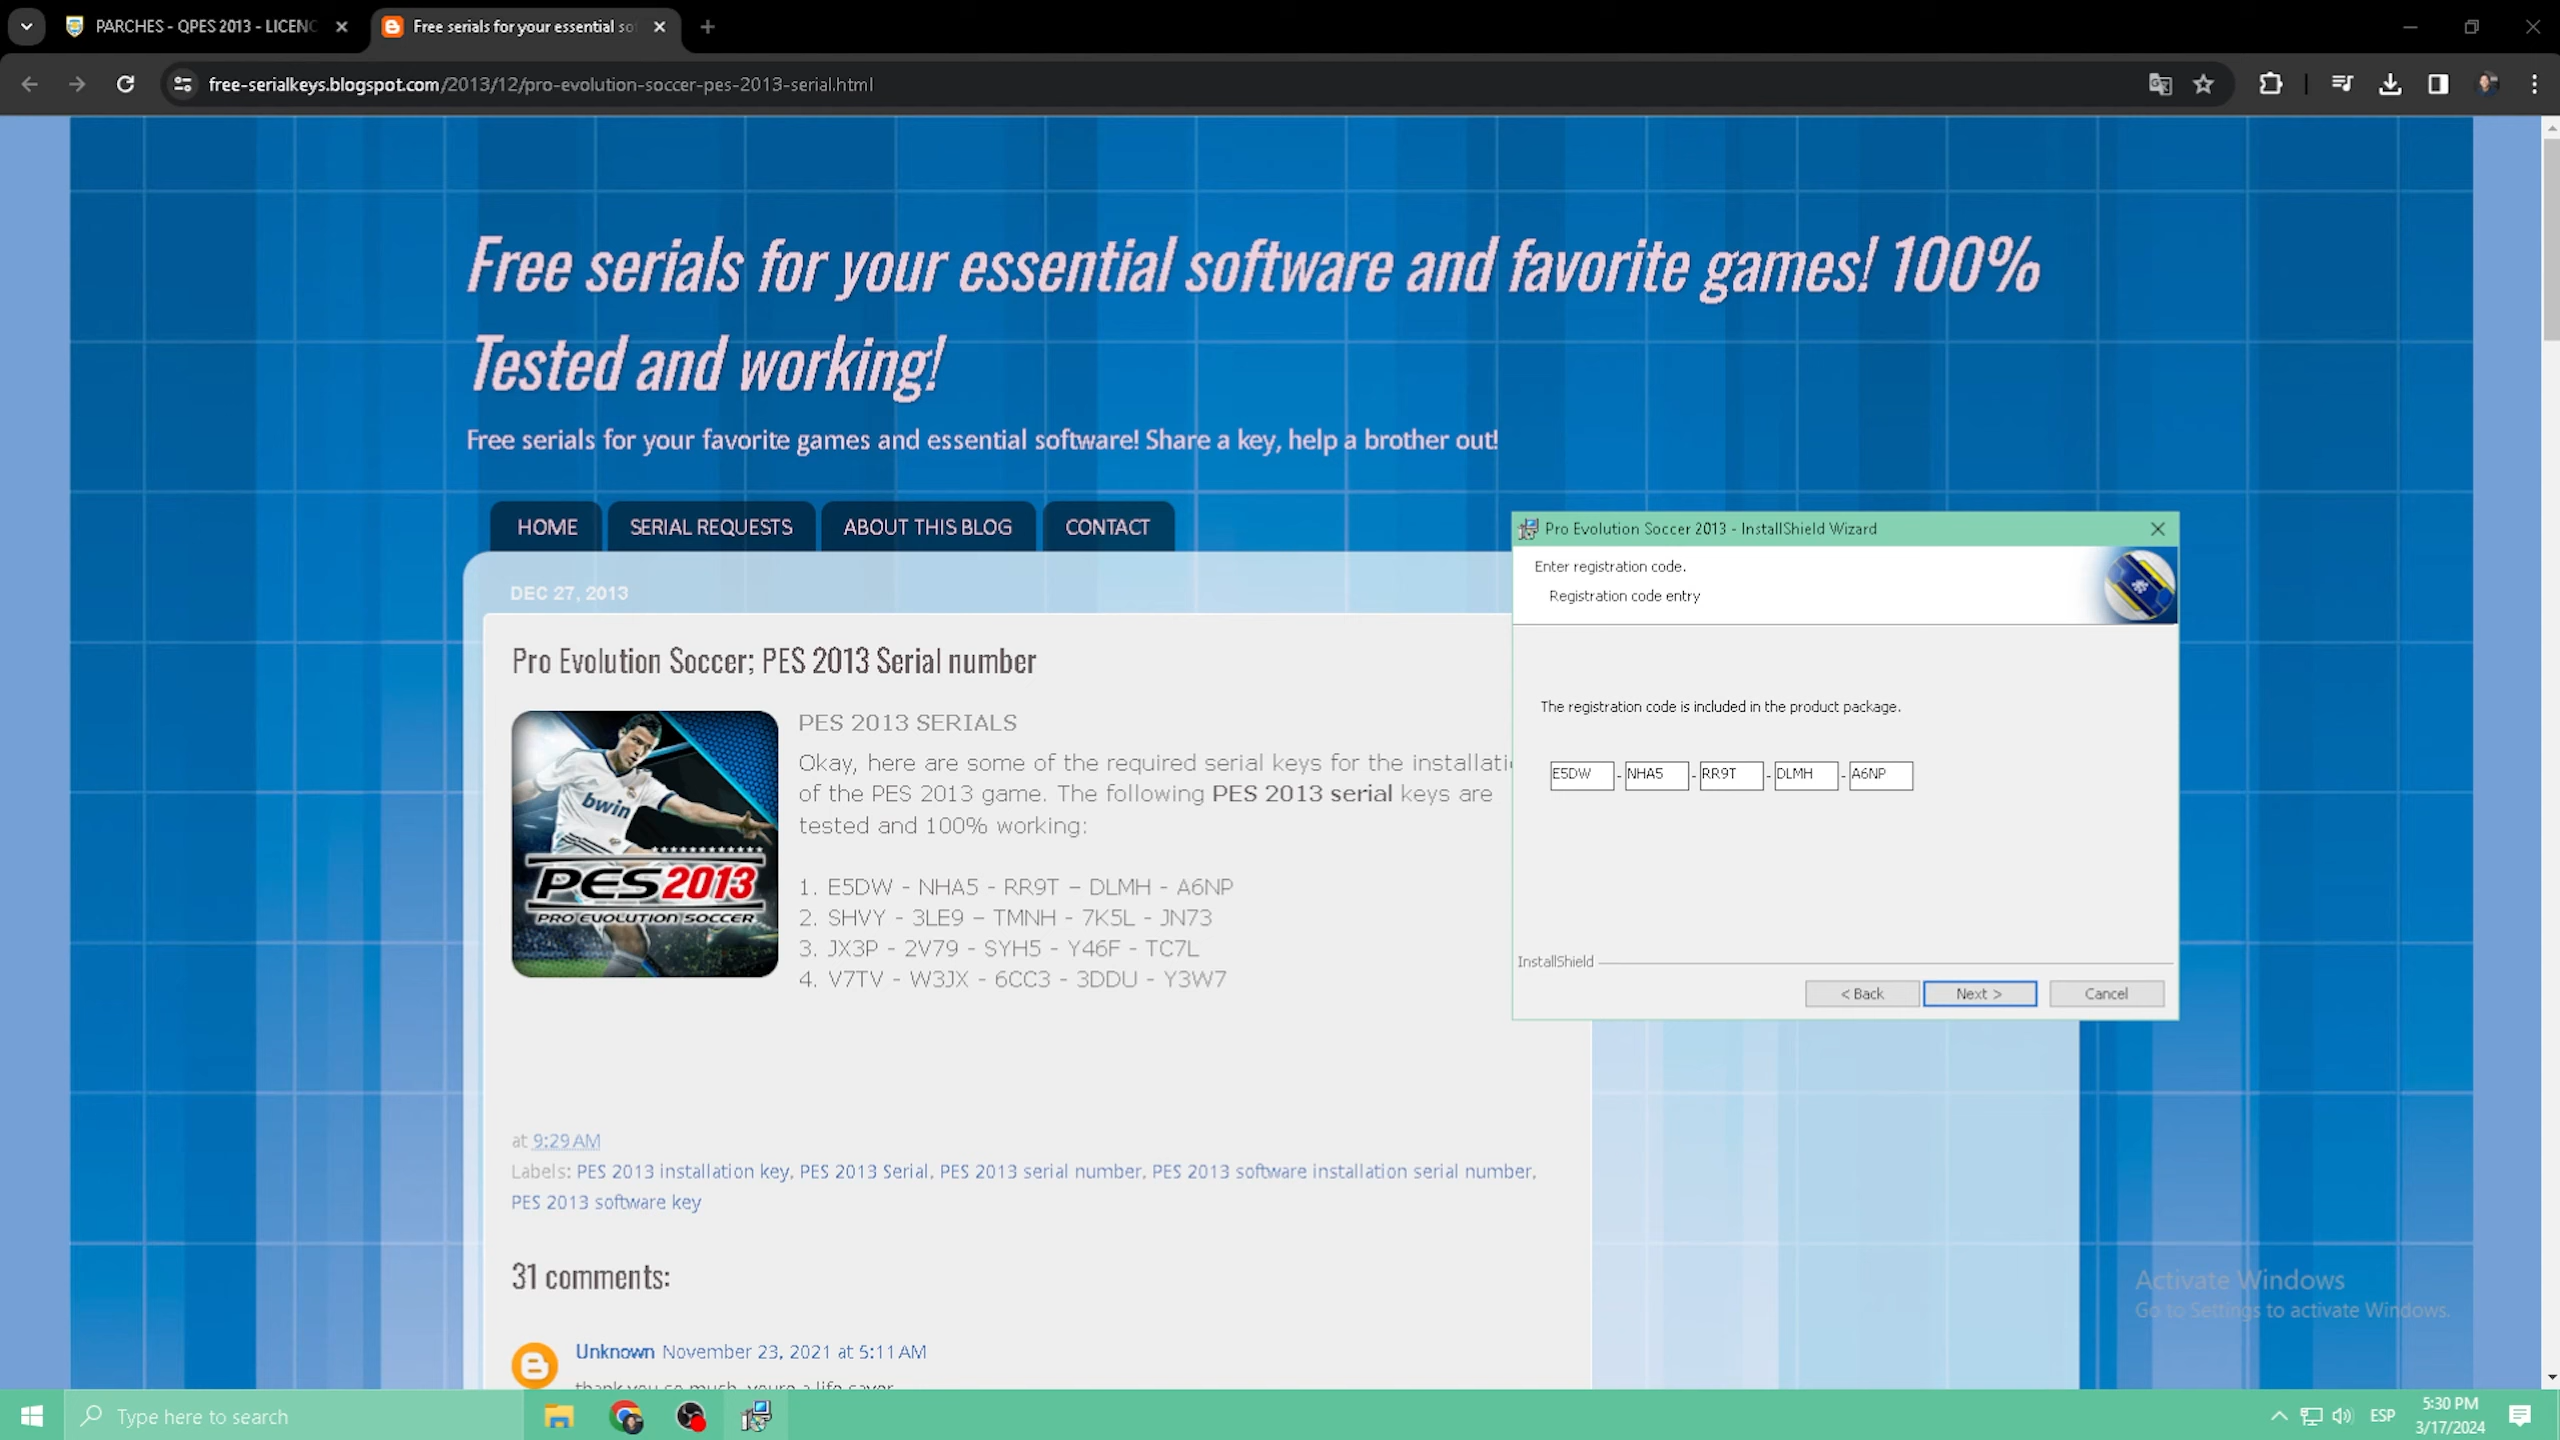 PARCHES - QPES 2013 - LICENC
Free serials for your essential so
free-serialkeys.blogspot.com/2013/12/pro-evolution-soccer-pes-2013-serial.html
Free serials for your essential software and favorite games! 100%
Tested and working!
Free serials for your favorite games and essential software! Share a key, help a brother out!
HOME
SERIAL REQUESTS
ABOUT THIS BLOG
CONTACT
DEC 27, 2013
Pro Evolution Soccer; PES 2013 Serial number
bwin
PES2013
PRO EVOLUTION SOCCER
PES 2013 SERIALS
Okay, here are some of the required serial keys for the installati
of the PES 2013 game. The following PES 2013 serial keys are
tested and 100% working:
1. E5DW - NHA5 - RR9T – DLMH - A6NP
2. SHVY - 3LE9 – TMNH - 7K5L - JN73
3. JX3P - 2V79 - SYH5 - Y46F - TC7L
4. V7TV - W3JX - 6CC3 - 3DDU - Y3W7
at 9:29 AM
Labels: PES 2013 installation key, PES 2013 Serial, PES 2013 serial number, PES 2013 software installation serial number,
PES 2013 software key
31 comments:
Unknown November 23, 2021 at 5:11 AM
thank you so much, youre a life saver
Pro Evolution Soccer 2013 - InstallShield Wizard
Enter registration code.
Registration code entry
The registration code is included in the product package.
E5DW - NHA5 - RR9T - DLMH - A6NP
InstallShield
< Back
Next >
Cancel
Activate Windows
Go to Settings to activate Windows.
Type here to search
ESP
5:30 PM
3/17/2024